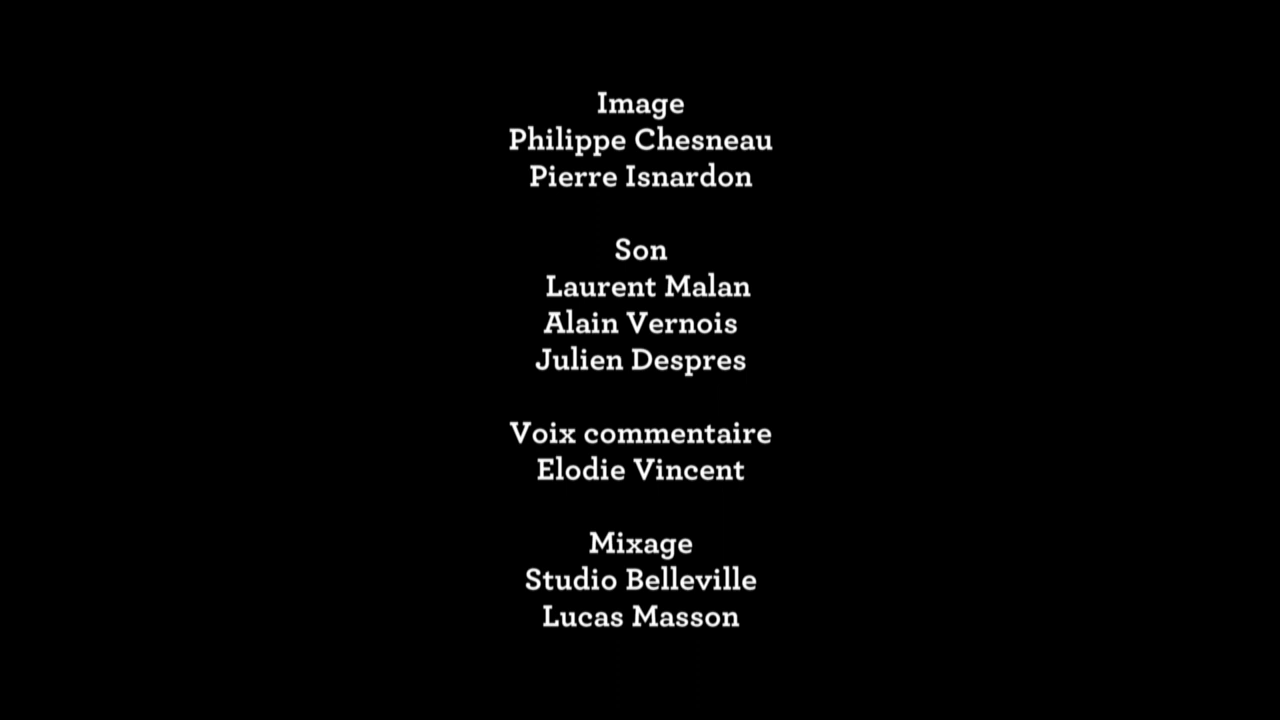 Image
Philippe Chesneau
Pierre Isnardon
Son
Laurent Malan
Alain Vernois
Julien Despres
Voix commentaire
Elodie Vincent
Mixage
Studio Belleville
Lucas Masson